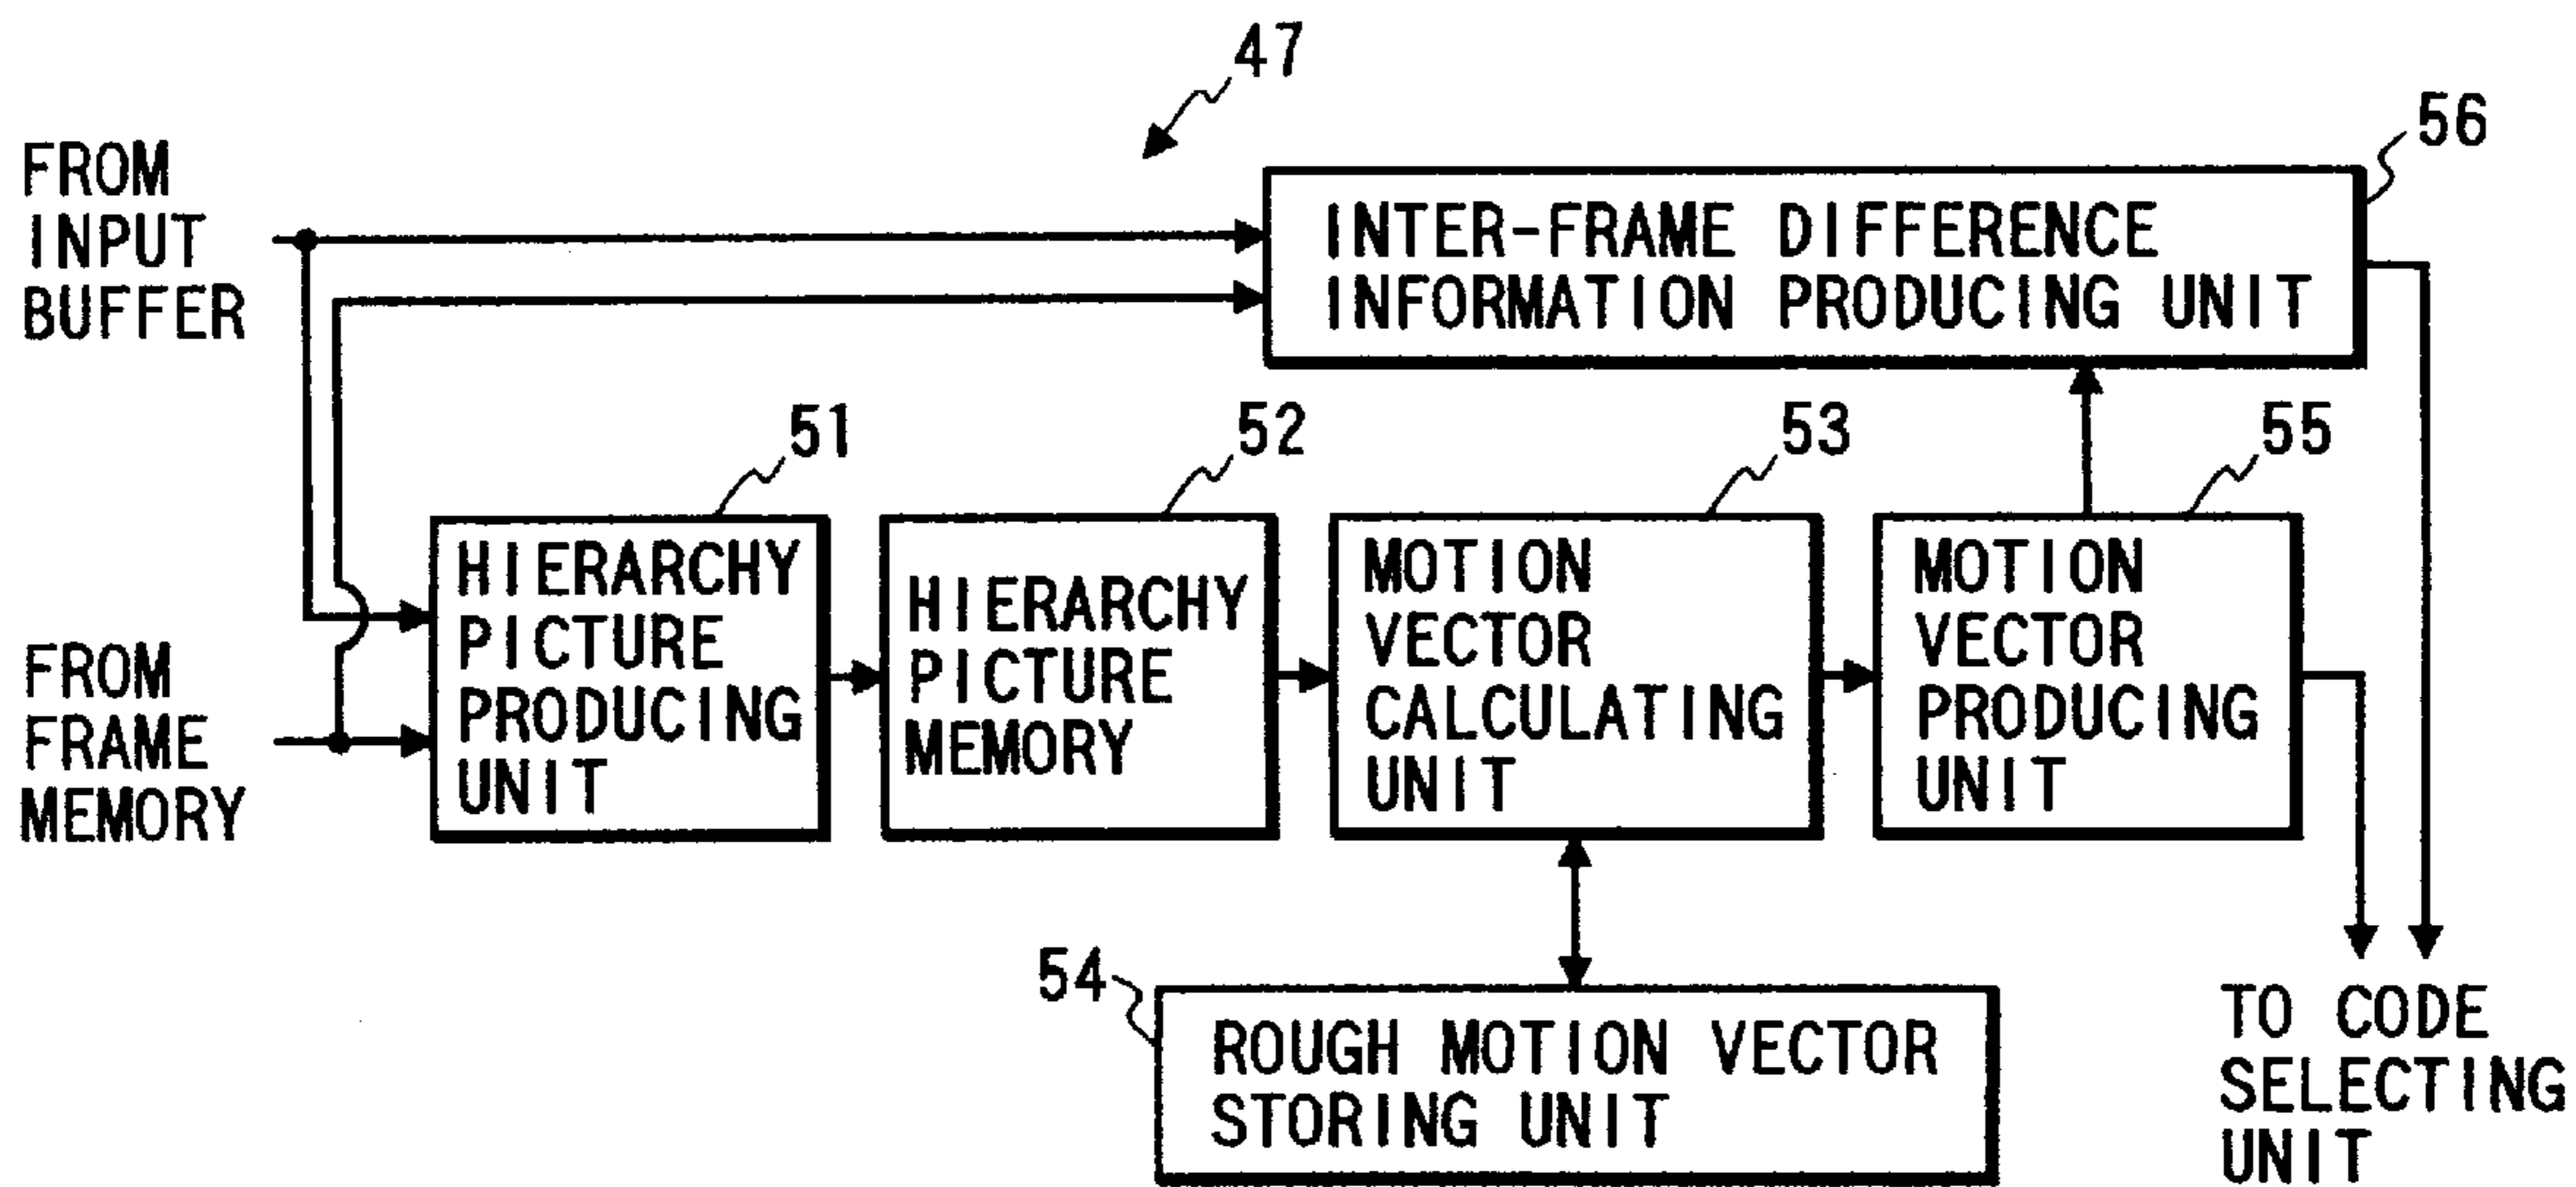 47
FROM
INPUT
BUFFER
56
INTER-FRAME DIFFERENCE
INFORMATION PRODUCING UNIT
51
HIERARCHY
PICTURE
PRODUCING
UNIT
52
HIERARCHY
PICTURE
MEMORY
53
MOTION
VECTOR
CALCULATING
UNIT
55
MOTION
VECTOR
PRODUCING
UNIT
FROM
FRAME
MEMORY
54
ROUGH MOTION VECTOR
STORING UNIT
TO CODE
SELECTING
UNIT